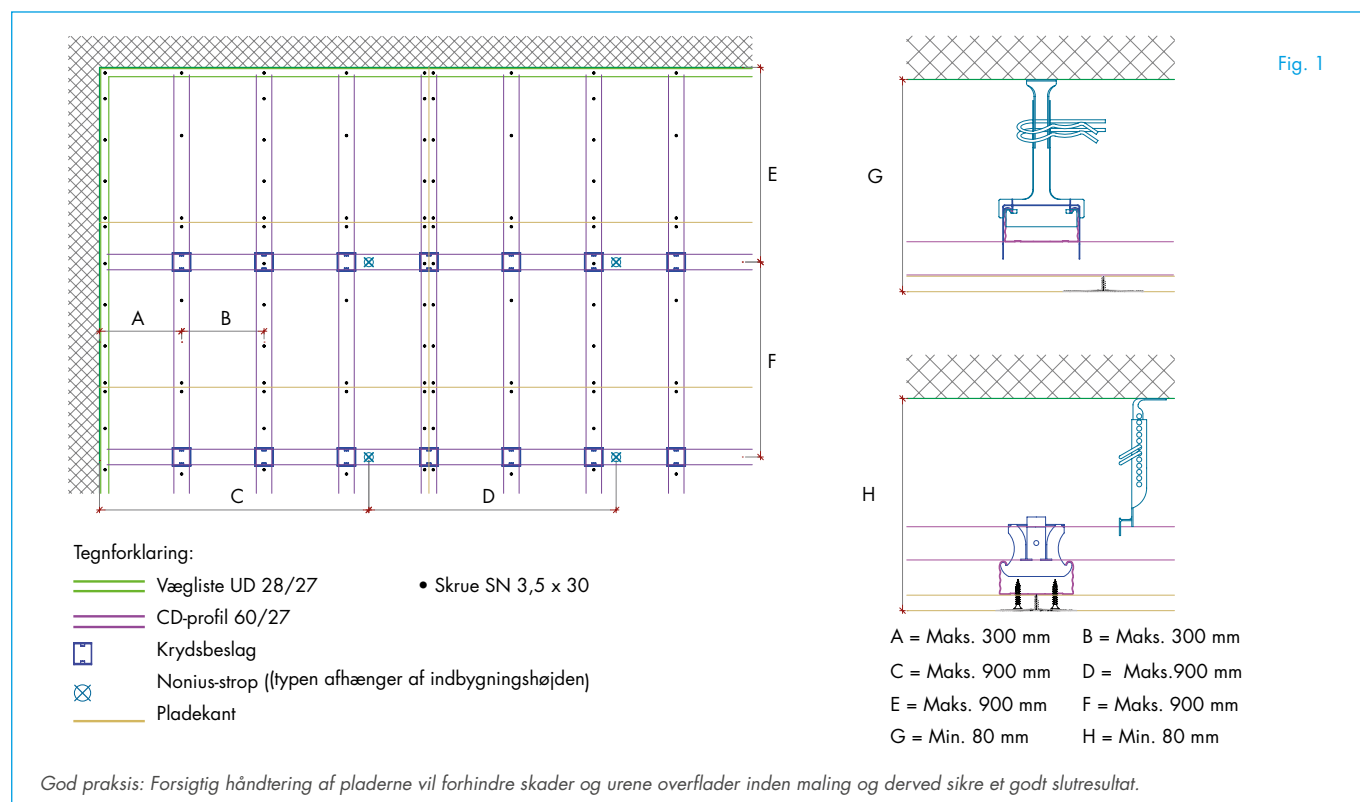 Fig. 1
E
G
A
B
F
C
D
H
Tegnforklaring:
Vægliste UD 28/27
• Skrue SN 3,5 x 30
CD-profil 60/27
Krydsbeslag
Nonius-strop ((typen afhænger af indbygningshøjden)
Pladekant
A = Maks. 300 mm B = Maks. 300 mm
C = Maks. 900 mm D = Maks.900 mm
E = Maks. 900 mm F = Maks. 900 mm
G = Min. 80 mm H = Min. 80 mm
God praksis: Forsigtig håndtering af pladerne vil forhindre skader og urene overflader inden maling og derved sikre et godt slutresultat.